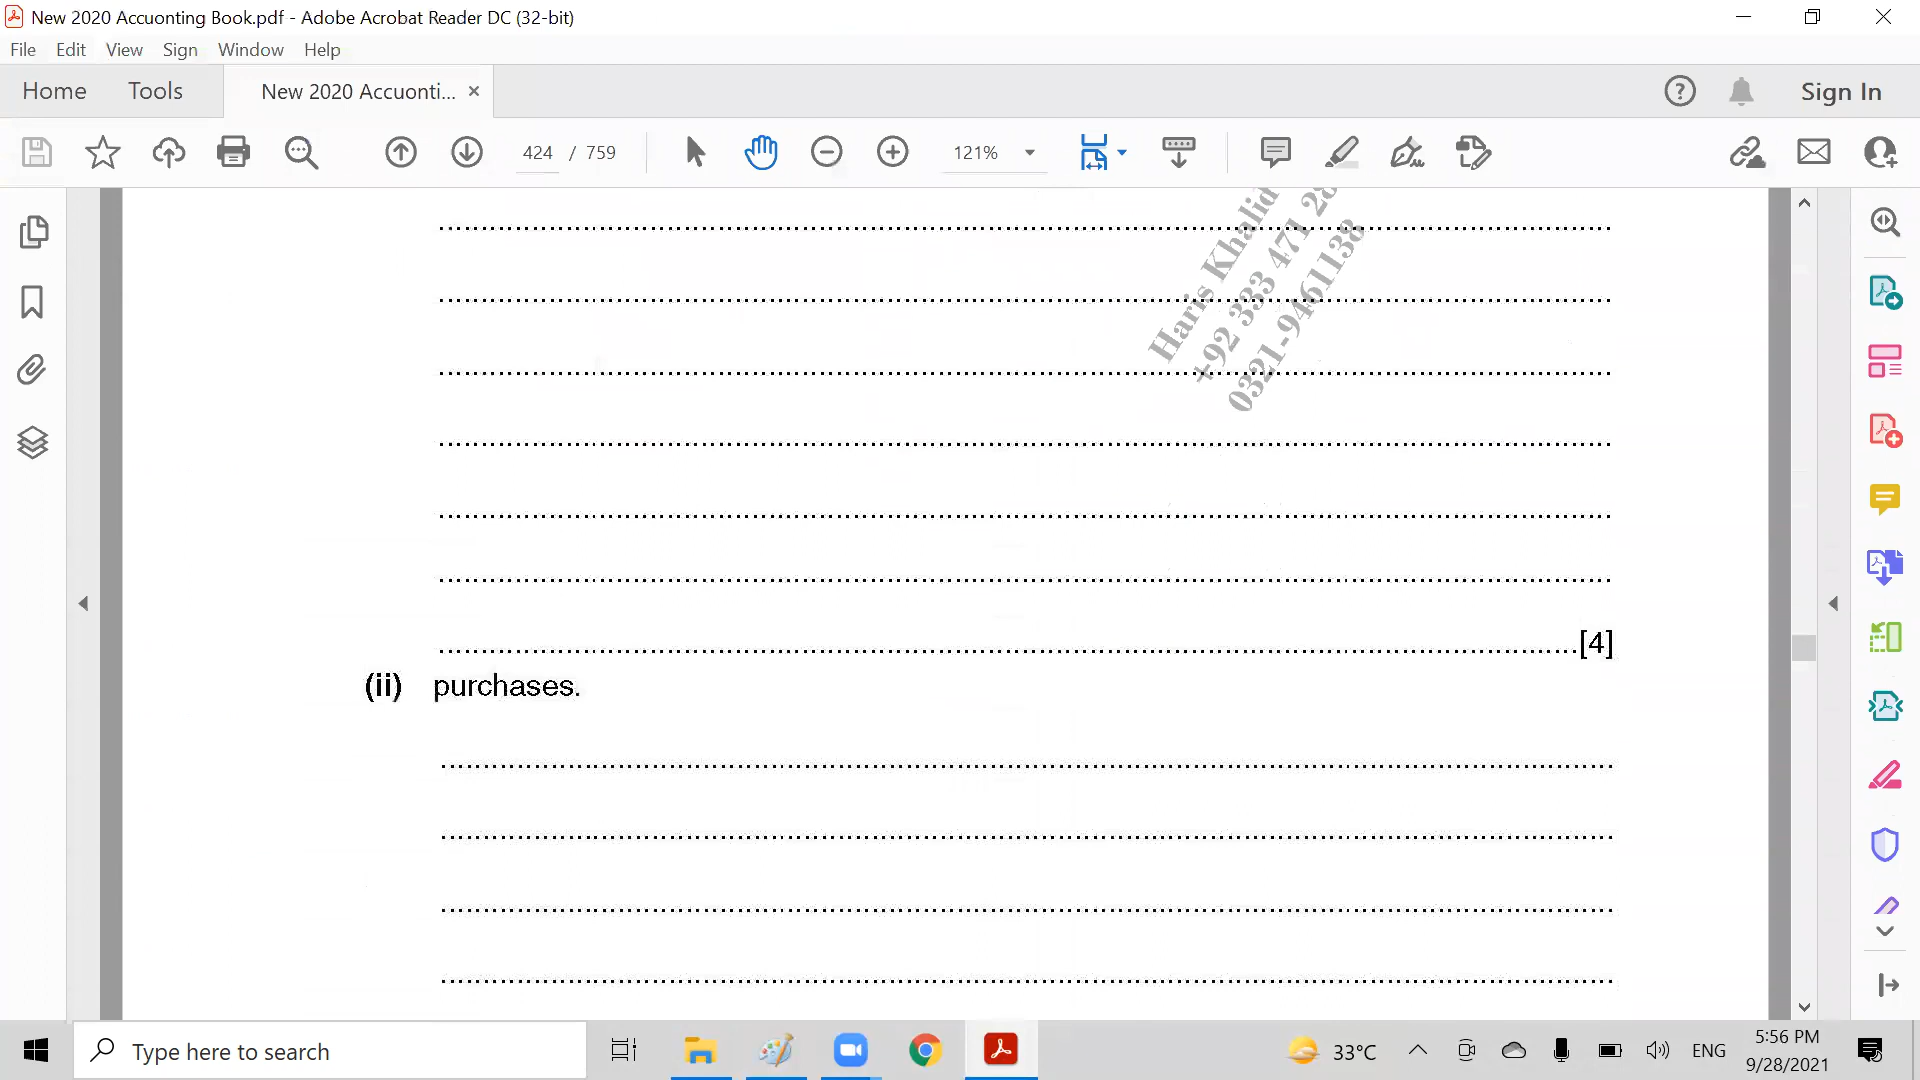 New 2020 Accuonting Book.pdf - Adobe Acrobat Reader DC (32-bit)
File Edit View Sign Window Help
Home Tools New 2020 Accuonti... × Sign In
424 / 759 121%
Haris Khalid
+92 333 471 28
0321-9461138
[4]
(ii) purchases.
Type here to search
33°C ENG 5:56 PM
9/28/2021